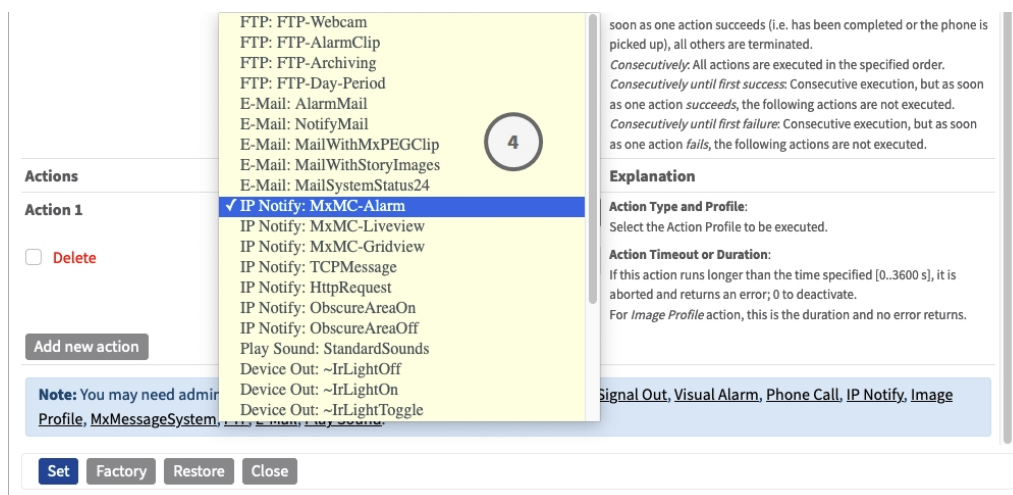 FTP: FTP-Webcam
FTP: FTP-AlarmClip
FTP: FTP-Archiving
FTP: FTP-Day-Period
E-Mail: AlarmMail
E-Mail: NotifyMail
E-Mail: MailWithMxPEGClip
E-Mail: MailWithStoryImages
E-Mail: MailSystemStatus24
✓ IP Notify: MxMC-Alarm
IP Notify: MxMC-Liveview
IP Notify: MxMC-Gridview
IP Notify: TCPMessage
IP Notify: HttpRequest
IP Notify: ObscureAreaOn
IP Notify: ObscureAreaOff
Play Sound: StandardSounds
Device Out: ~IrLightOff
Device Out: ~IrLightOn
Device Out: ~IrLightToggle
4
soon as one action succeeds (i.e. has been completed or the phone is
picked up), all others are terminated.
Consecutively: All actions are executed in the specified order.
Consecutively until first success: Consecutive execution, but as soon
as one action succeeds, the following actions are not executed.
Consecutively until first failure: Consecutive execution, but as soon
as one action fails, the following actions are not executed.
Actions
Explanation
Action 1
Delete
Action Type and Profile:
Select the Action Profile to be executed.
Action Timeout or Duration:
If this action runs longer than the time specified [0..3600 s], it is
aborted and returns an error; 0 to deactivate.
For Image Profile action, this is the duration and no error returns.
Add new action
Note: You may need admin Signal Out, Visual Alarm, Phone Call, IP Notify, Image
Profile, MxMessageSystem, FTP, E-Mail, Play Sound.
Set Factory Restore Close